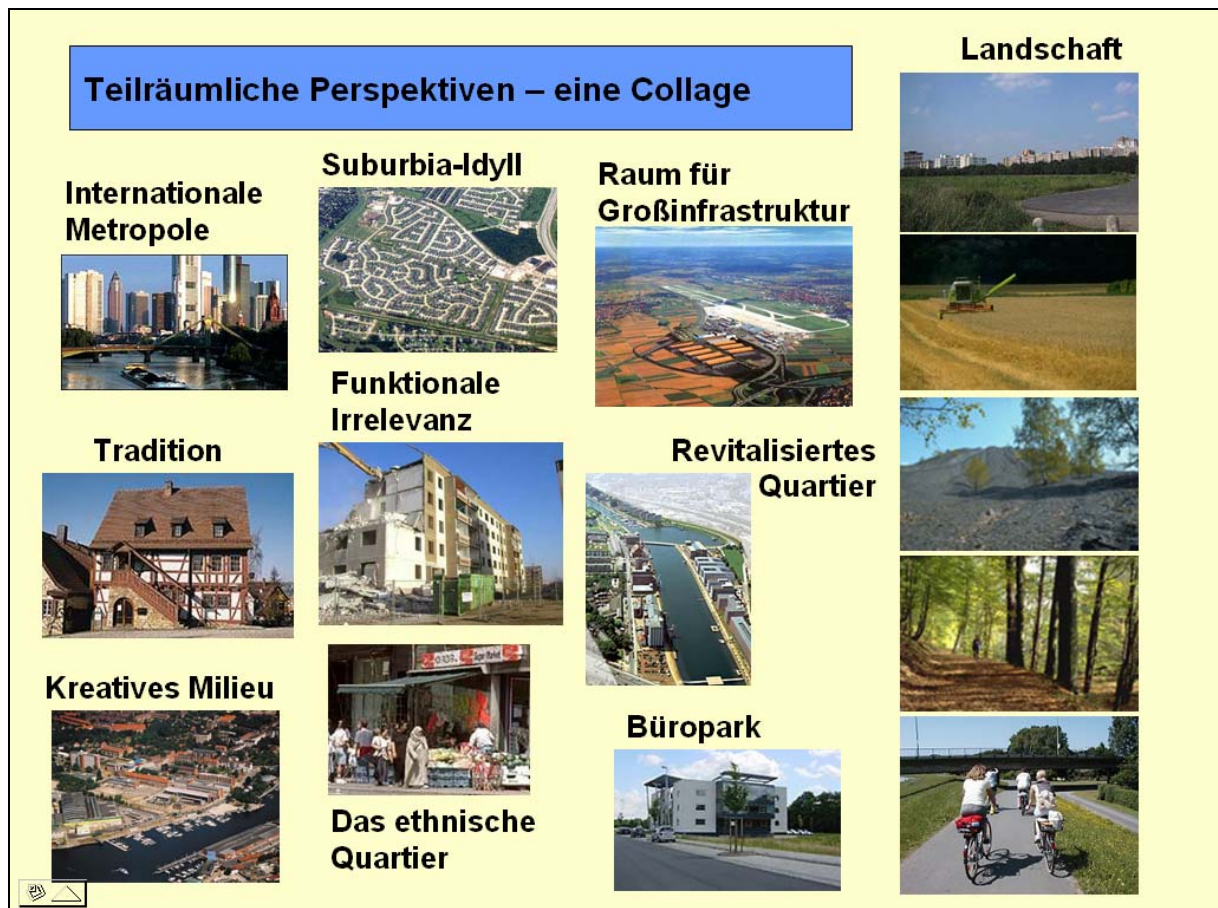 Teilräumliche Perspektiven – eine Collage
Landschaft
Internationale
Metropole
Suburbia-Idyll
Raum für
Großinfrastruktur
Tradition
Funktionale
Irrelevanz
Revitalisiertes
Quartier
Kreatives Milieu
Das ethnische
Quartier
Büropark